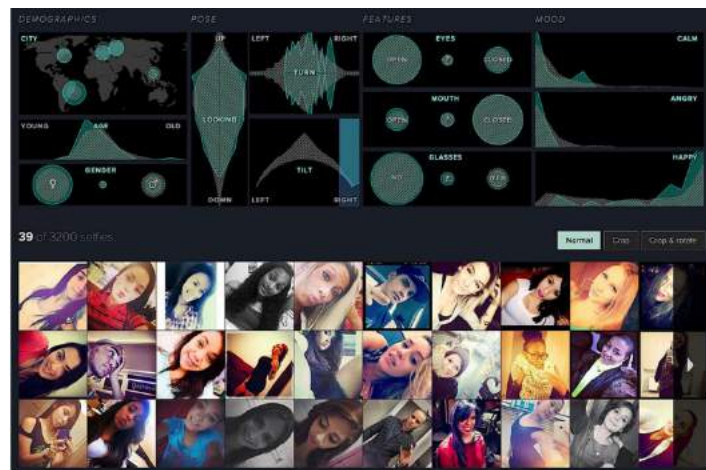 DEMOGRAPHICS
CITY
YOUNG AGE OLD
GENDER
POSE
UP
LOOKING
DOWN
LEFT RIGHT
TURN
TILT
LEFT RIGHT
FEATURES
EYES
OPEN ? CLOSED
MOUTH
OPEN ? CLOSED
GLASSES
NO ?
MOOD
CALM
ANGRY
HAPPY
39 of 3200 selfies
Normal Crop Crop & rotate